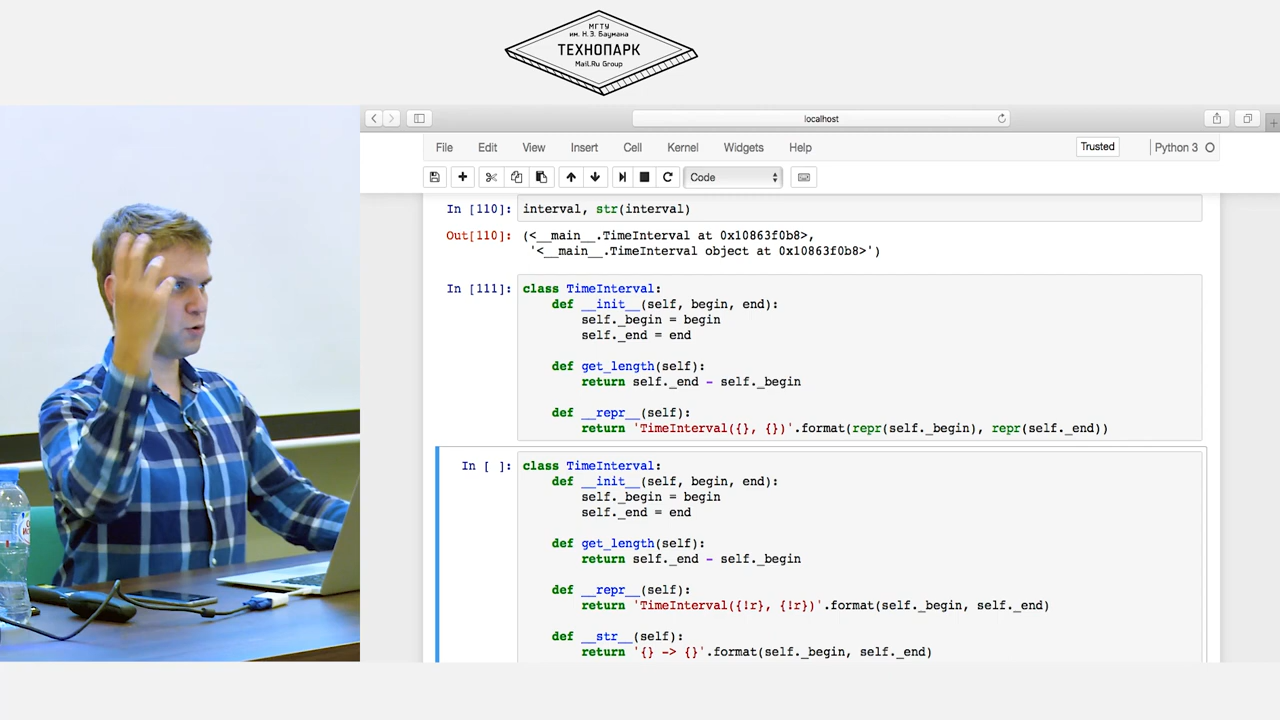 МГТУ
им. Н.Э. Баумана
ТЕХНОПАРК
Mail.Ru Group
localhost
File Edit View Insert Cell Kernel Widgets Help Trusted Python 3
Code
In [110]: interval, str(interval)
Out[110]: (<__main__.TimeInterval at 0x10863f0b8>,
'<__main__.TimeInterval object at 0x10863f0b8>')
In [111]: class TimeInterval:
def __init__(self, begin, end):
self._begin = begin
self._end = end
def get_length(self):
return self._end - self._begin
def __repr__(self):
return 'TimeInterval({}, {})'.format(repr(self._begin), repr(self._end))
In [ ]: class TimeInterval:
def __init__(self, begin, end):
self._begin = begin
self._end = end
def get_length(self):
return self._end - self._begin
def __repr__(self):
return 'TimeInterval({!r}, {!r})'.format(self._begin, self._end)
def __str__(self):
return '{} -> {}'.format(self._begin, self._end)